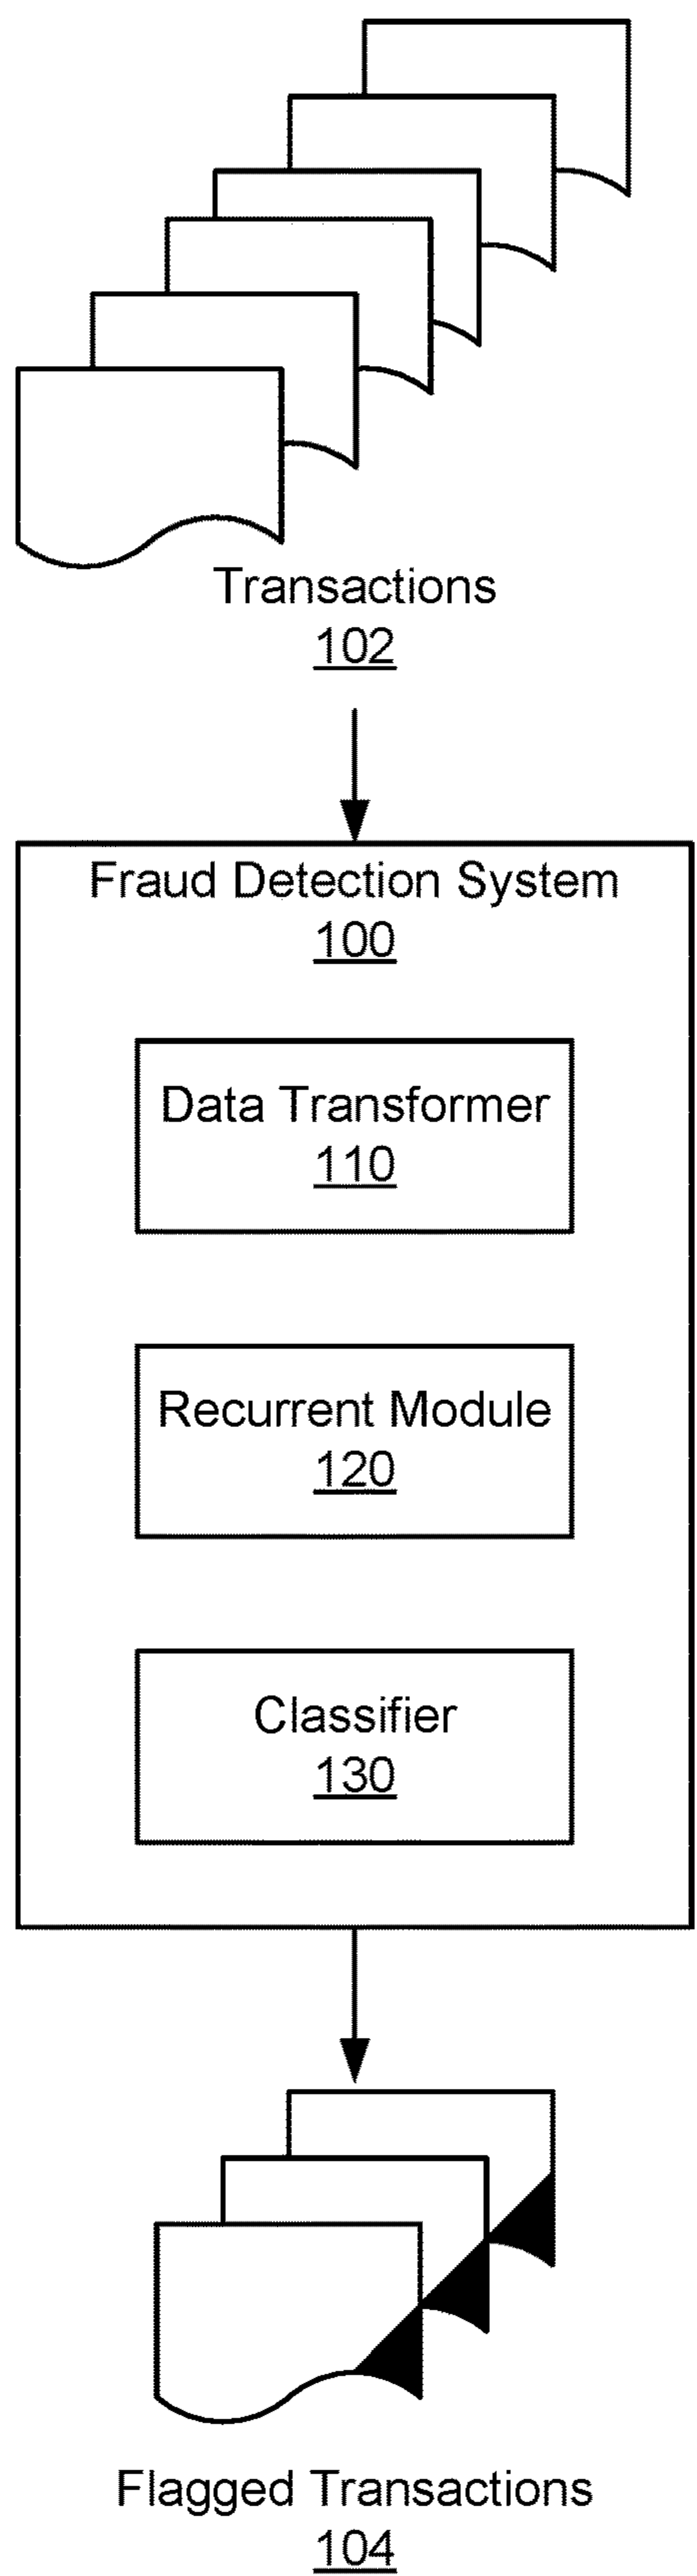 Transactions
102
Fraud Detection System
100
Data Transformer
110
Recurrent Module
120
Classifier
130
Flagged Transactions
104